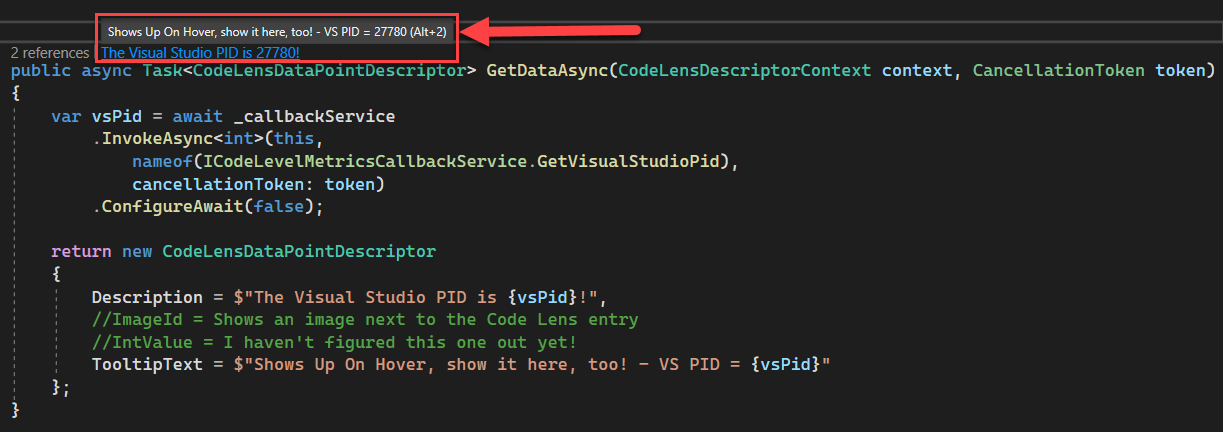 Shows Up On Hover, show it here, too! - VS PID = 27780 (Alt+2)
2 references | The Visual Studio PID is 27780!
public async Task<CodeLensDataPointDescriptor> GetDataAsync(CodeLensDescriptorContext context, CancellationToken token)
{
    var vsPid = await _callbackService
        .InvokeAsync<int>(this,
            nameof(ICodeLevelMetricsCallbackService.GetVisualStudioPid),
            cancellationToken: token)
        .ConfigureAwait(false);

    return new CodeLensDataPointDescriptor
    {
        Description = $"The Visual Studio PID is {vsPid}!",
        //ImageId = Shows an image next to the Code Lens entry
        //IntValue = I haven't figured this one out yet!
        TooltipText = $"Shows Up On Hover, show it here, too! - VS PID = {vsPid}"
    };
}